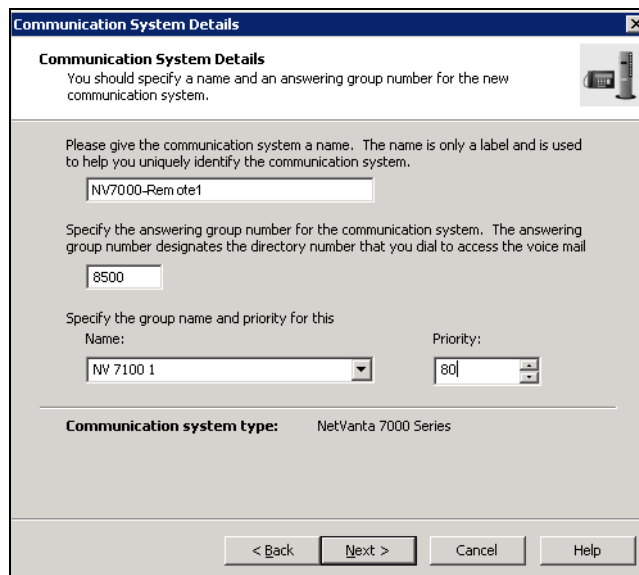 Communication System Details
Communication System Details
You should specify a name and an answering group number for the new
communication system.
Please give the communication system a name. The name is only a label and is used
to help you uniquely identify the communication system.
NV7000-Remote1
Specify the answering group number for the communication system. The answering
group number designates the directory number that you dial to access the voice mail
8500
Specify the group name and priority for this
Name: Priority:
NV 7100 1 80
Communication system type: NetVanta 7000 Series
< Back Next > Cancel Help